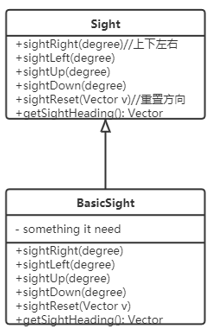 Sight
+sightRight(degree)//上下左右
+sightLeft(degree)
+sightUp(degree)
+sightDown(degree)
+sightReset(Vector v)//重置方向
+getSightHeading(): Vector
BasicSight
- something it need
+sightRight(degree)
+sightLeft(degree)
+sightUp(degree)
+sightDown(degree)
+sightReset(Vector v)
+getSightHeading(): Vector